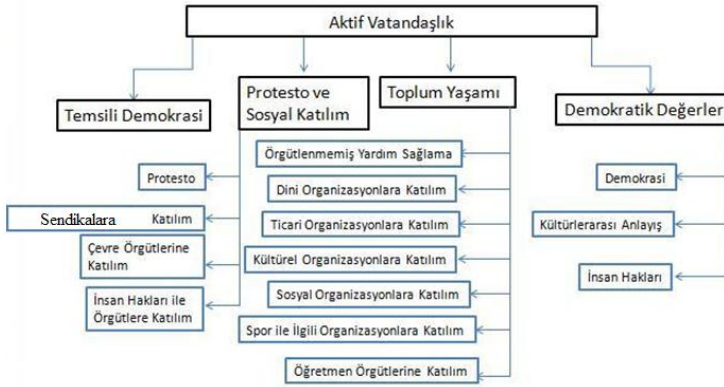 Aktif Vatandaşlık
Temsili Demokrasi
Protesto ve
Sosyal Katılım
Toplum Yaşamı
Demokratik Değerler
Protesto
Sendikalara Katılım
Çevre Örgütlerine
Katılım
İnsan Hakları ile
Örgütlere Katılım
Örgütlenmemiş Yardım Sağlama
Dini Organizasyonlara Katılım
Ticari Organizasyonlara Katılım
Kültürel Organizasyonlara Katılım
Sosyal Organizasyonlara Katılım
Spor ile İlgili Organizasyonlara Katılım
Öğretmen Örgütlerine Katılım
Demokrasi
Kültürlerarası Anlayış
İnsan Hakları